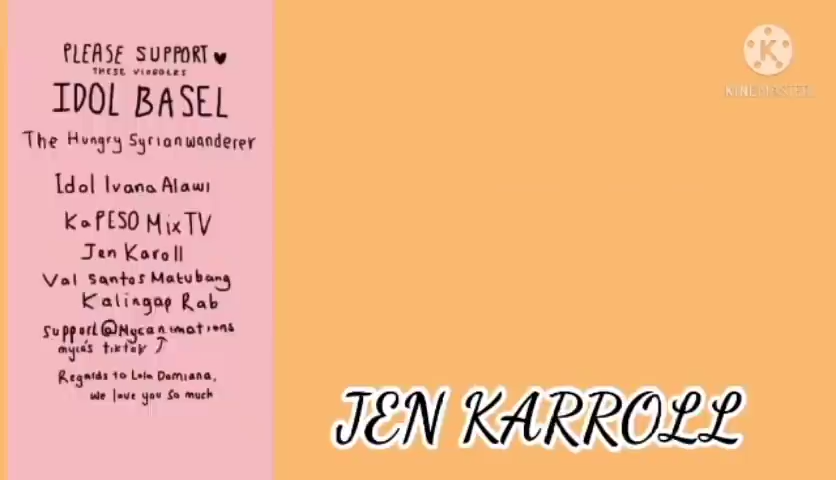 PLEASE SUPPORT ♥
THESE VLOGGERS
IDOL BASEL
The Hungry Syrianwanderer
Idol Ivana Alawi
KaPESO MixTV
Jen Karoll
Val Santos Matubang
Kalingap Rab
Support@Mycanimations
myca's tiktok ↑
Regards to Lola Damiana,
we love you so much
JEN KARROLL
K
KINEMASTER